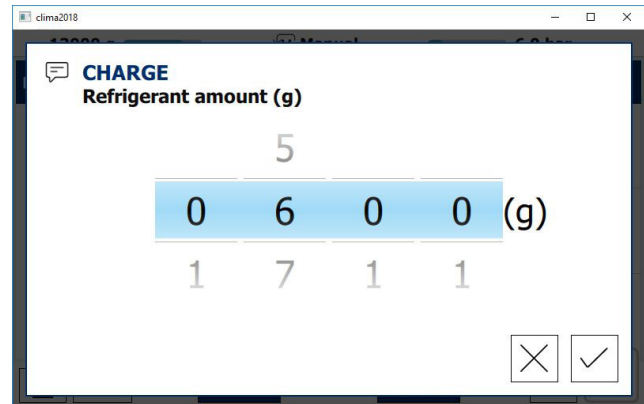 clima2018
CHARGE
Refrigerant amount (g)
5
0 6 0 0 (g)
1 7 1 1